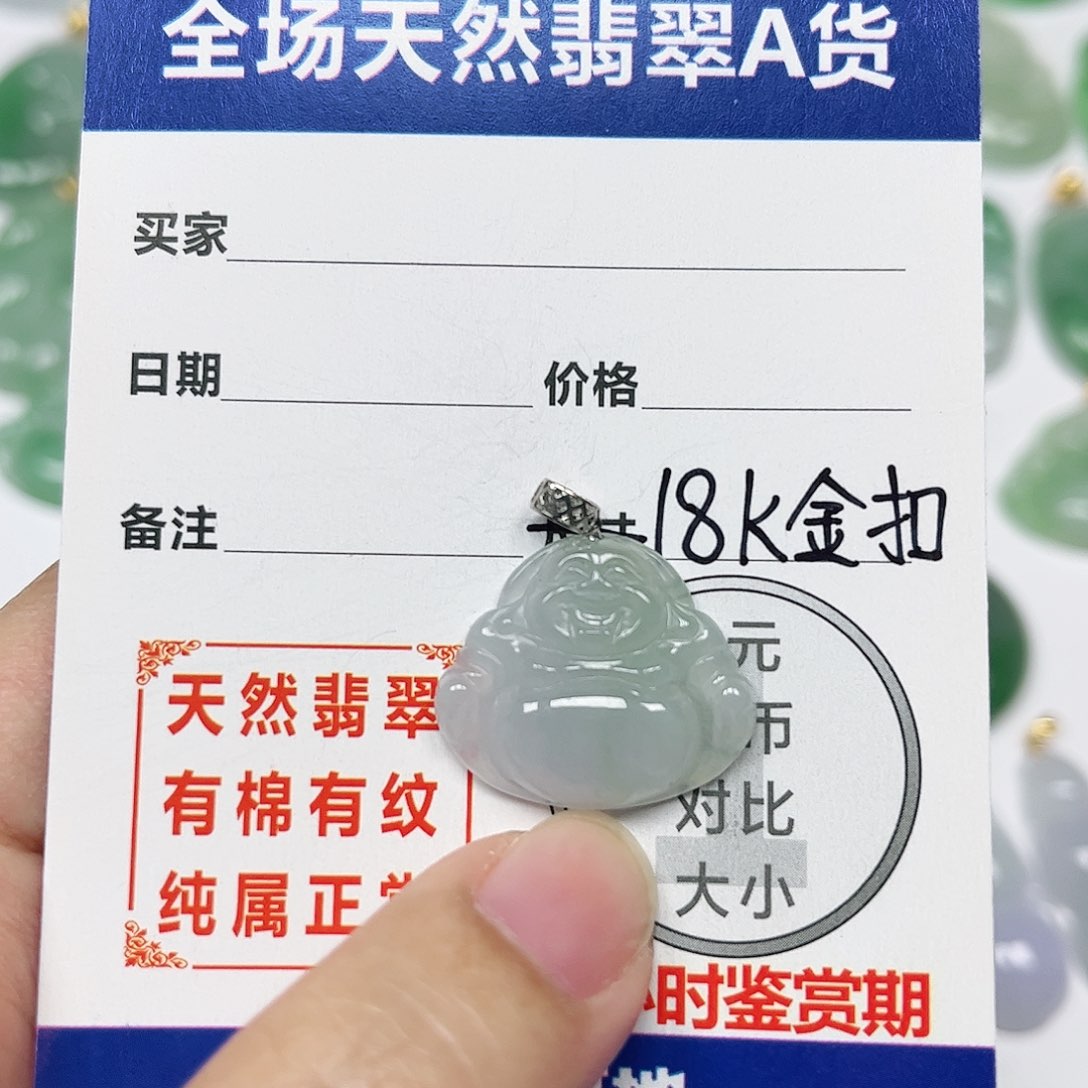 全场天然翡翠A货
买家
日期 价格
备注 18K金扣
天然翡翠
有棉有纹
纯属正
元
币
对比
大小
时鉴赏期